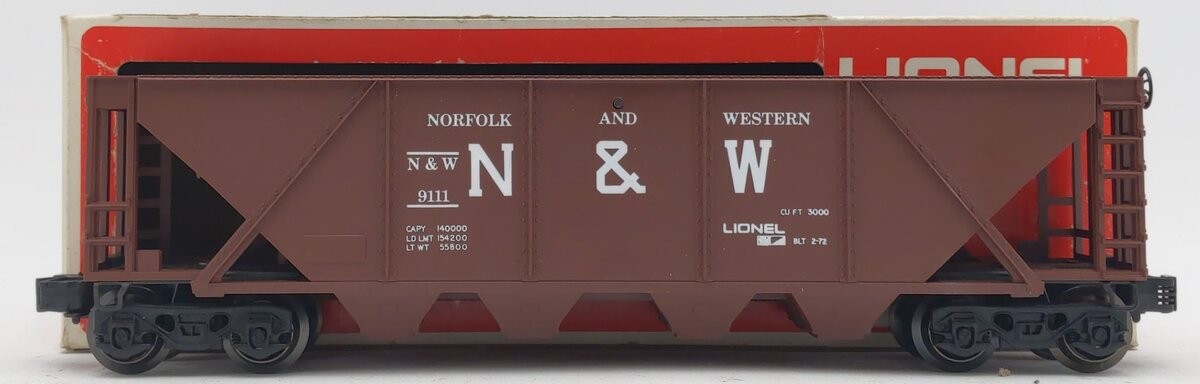 LIONEL
NORFOLK AND WESTERN
N & W
9111
N & W
CAPY 140000
LD LMT 154200
LT WT 55800
CU FT 3000
LIONEL
BLT 2-72